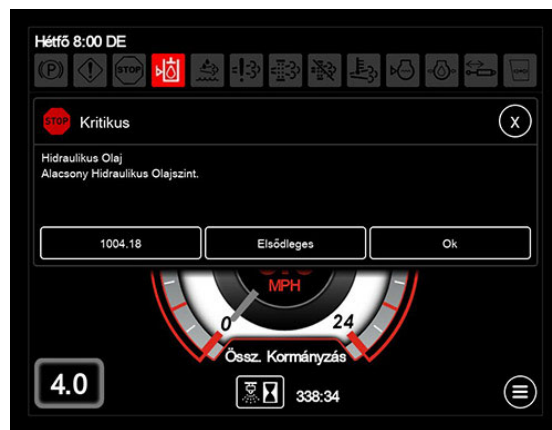 Hétfő 8:00 DE
STOP
STOP
Kritikus
X
Hidraulikus Olaj
Alacsony Hidraulikus Olajszint.
1004.18
Elsődleges
Ok
MPH
0
24
Össz. Kormányzás
4.0
338:34